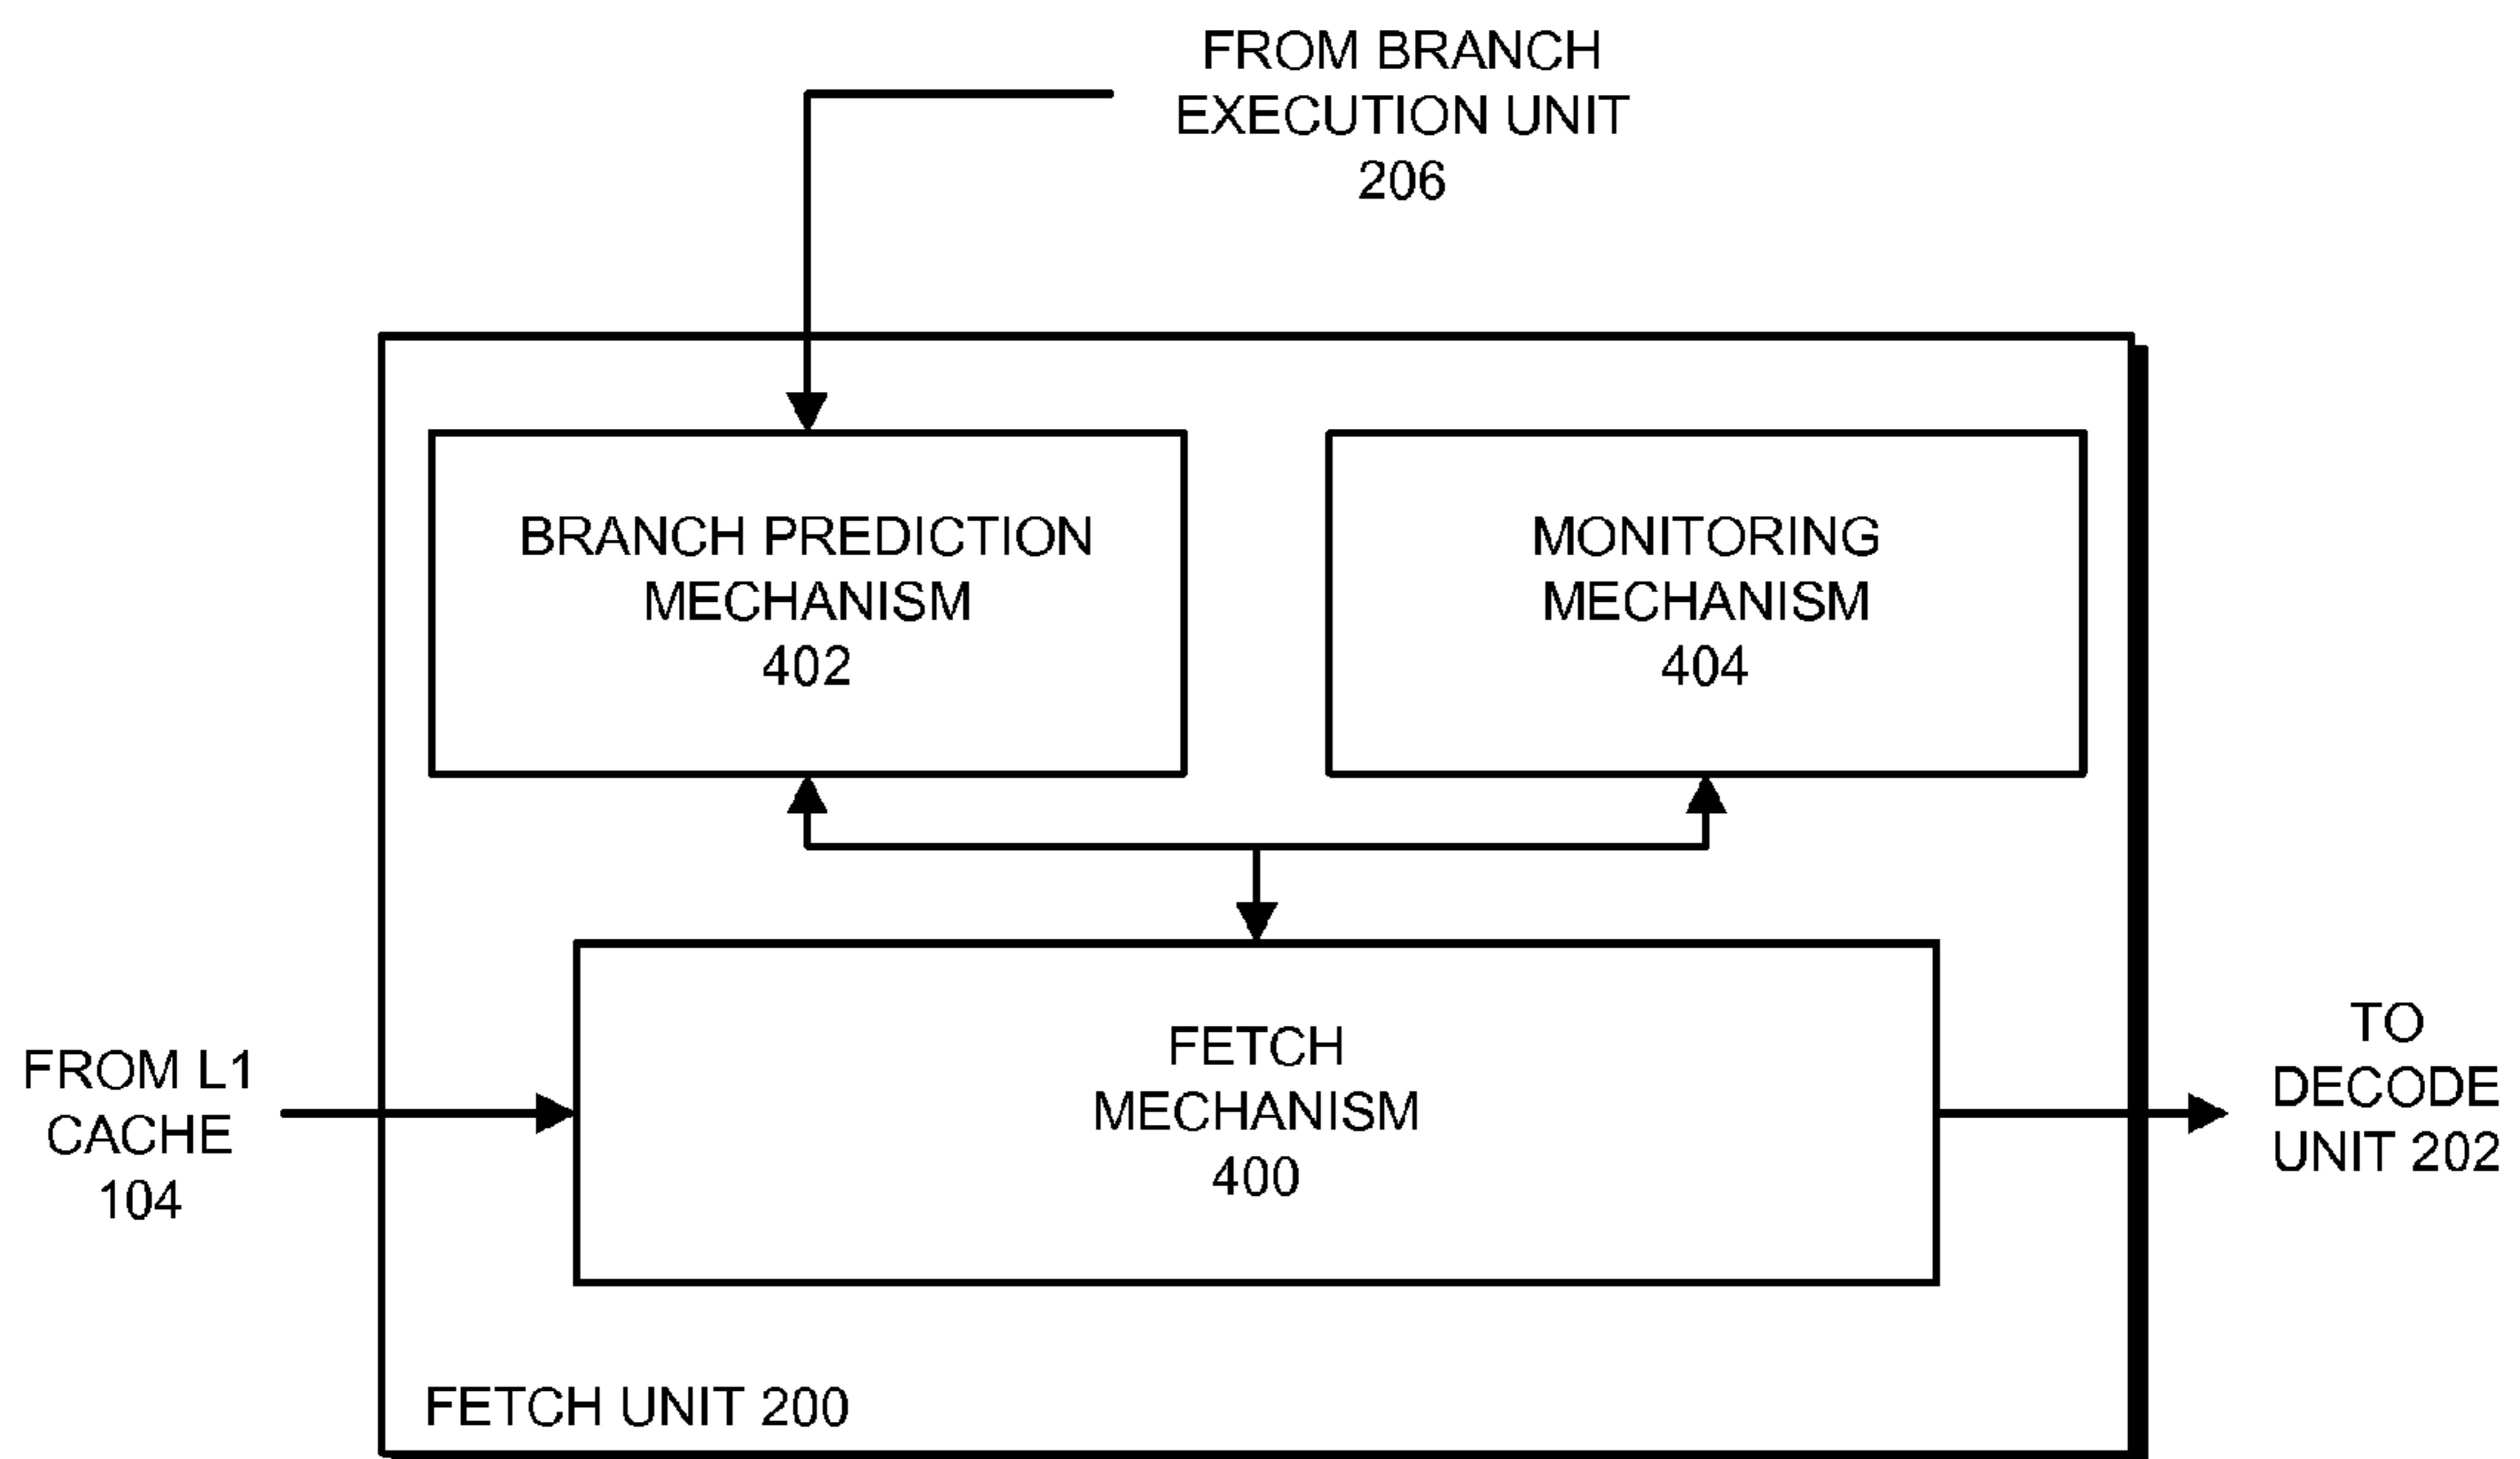 FROM BRANCH
EXECUTION UNIT
206
BRANCH PREDICTION
MECHANISM
402
MONITORING
MECHANISM
404
FROM L1
CACHE
104
FETCH
MECHANISM
400
TO
DECODE
UNIT 202
FETCH UNIT 200